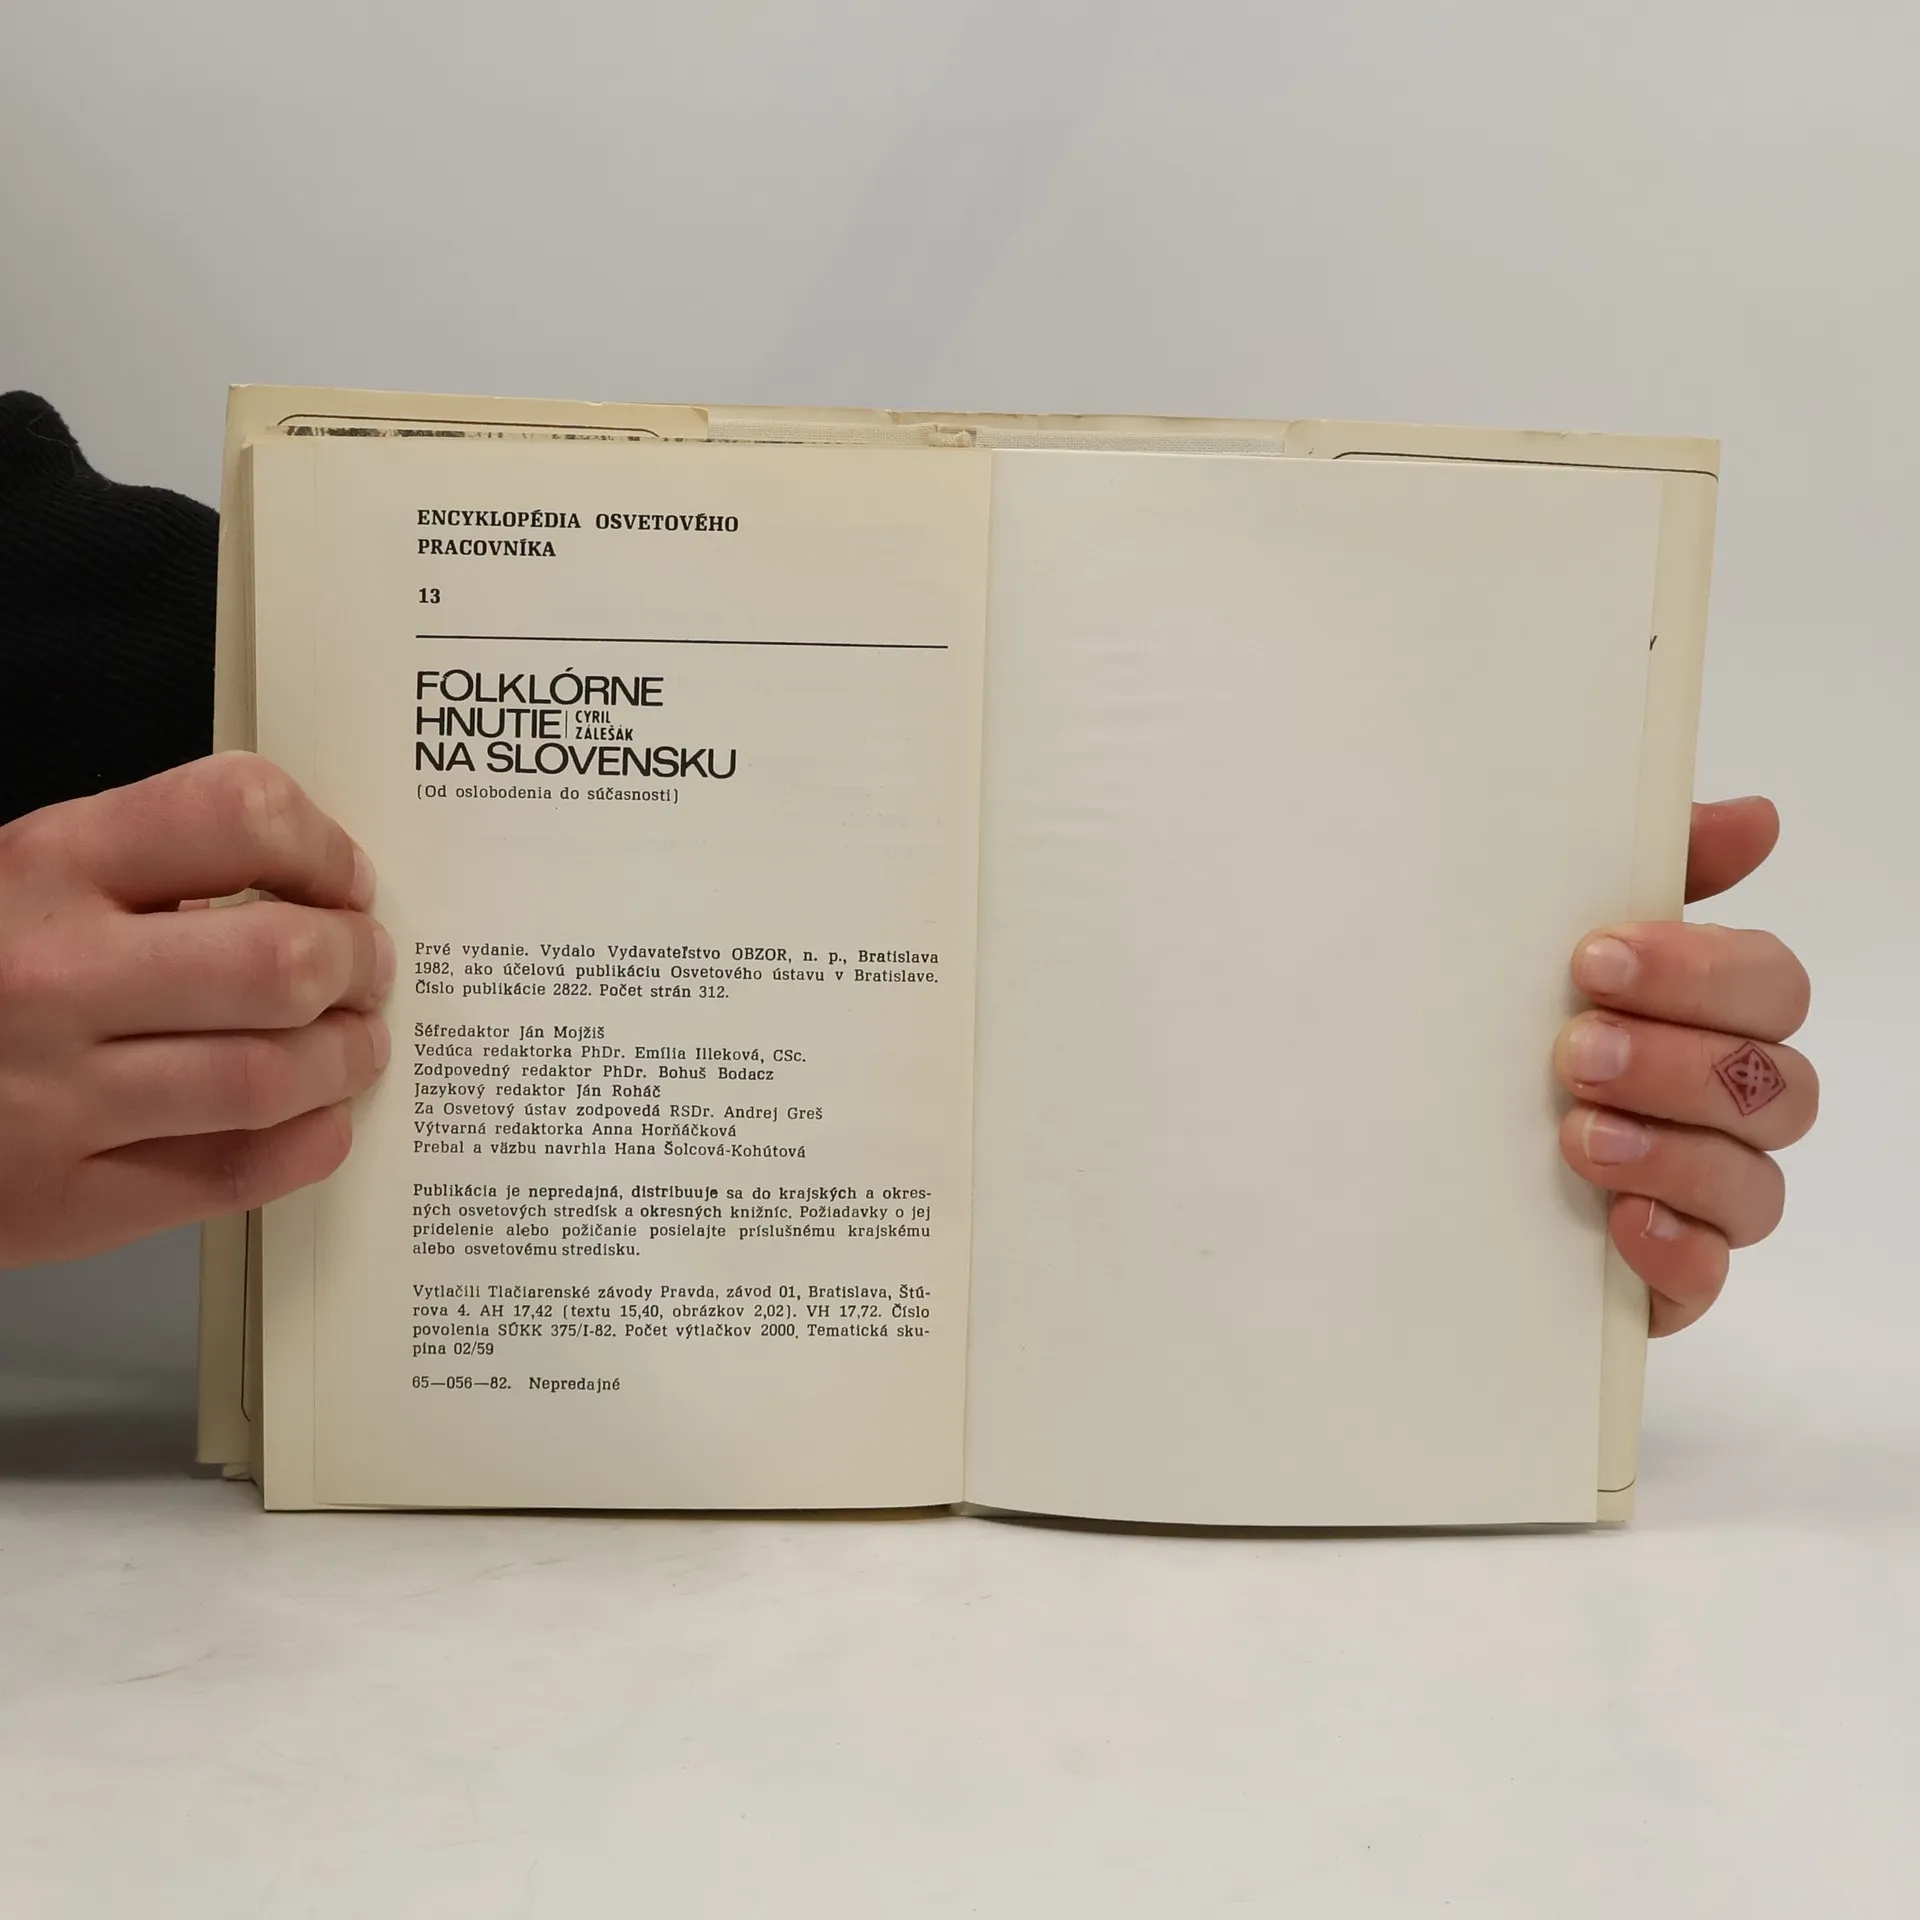 ENCYKLOPÉDIA OSVETOVÉHO
PRACOVNÍKA
13
FOLKLÓRNE
HNUTIE CYRIL
ZÁLEŠÁK
NA SLOVENSKU
(Od oslobodenia do súčasnosti)
Prvé vydanie. Vydalo Vydavateľstvo OBZOR, n. p., Bratislava
1982, ako účelovú publikáciu Osvetového ústavu v Bratislave.
Číslo publikácie 2822. Počet strán 312.
Šéfredaktor Ján Mojžiš
Vedúca redaktorka PhDr. Emília Illeková, CSc.
Zodpovedný redaktor PhDr. Bohuš Bodacz
Jazykový redaktor Ján Roháč
Za Osvetový ústav zodpovedá RSDr. Andrej Greš
Výtvarná redaktorka Anna Horňáčková
Prebal a väzbu navrhla Hana Šolcová-Kohútová
Publikácia je nepredajná, distribuuje sa do krajských a okres-
ných osvetových stredísk a okresných knižníc. Požiadavky o jej
pridelenie alebo požičanie posielajte príslušnému krajskému
alebo osvetovému stredisku.
Vytlačili Tlačiarenské závody Pravda, závod 01, Bratislava, Štú-
rova 4. AH 17,42 (textu 15,40, obrázkov 2,02). VH 17,72. Číslo
povolenia SÚKK 375/I-82. Počet výtlačkov 2000. Tematická sku-
pina 02/59
65—056—82. Nepredajné